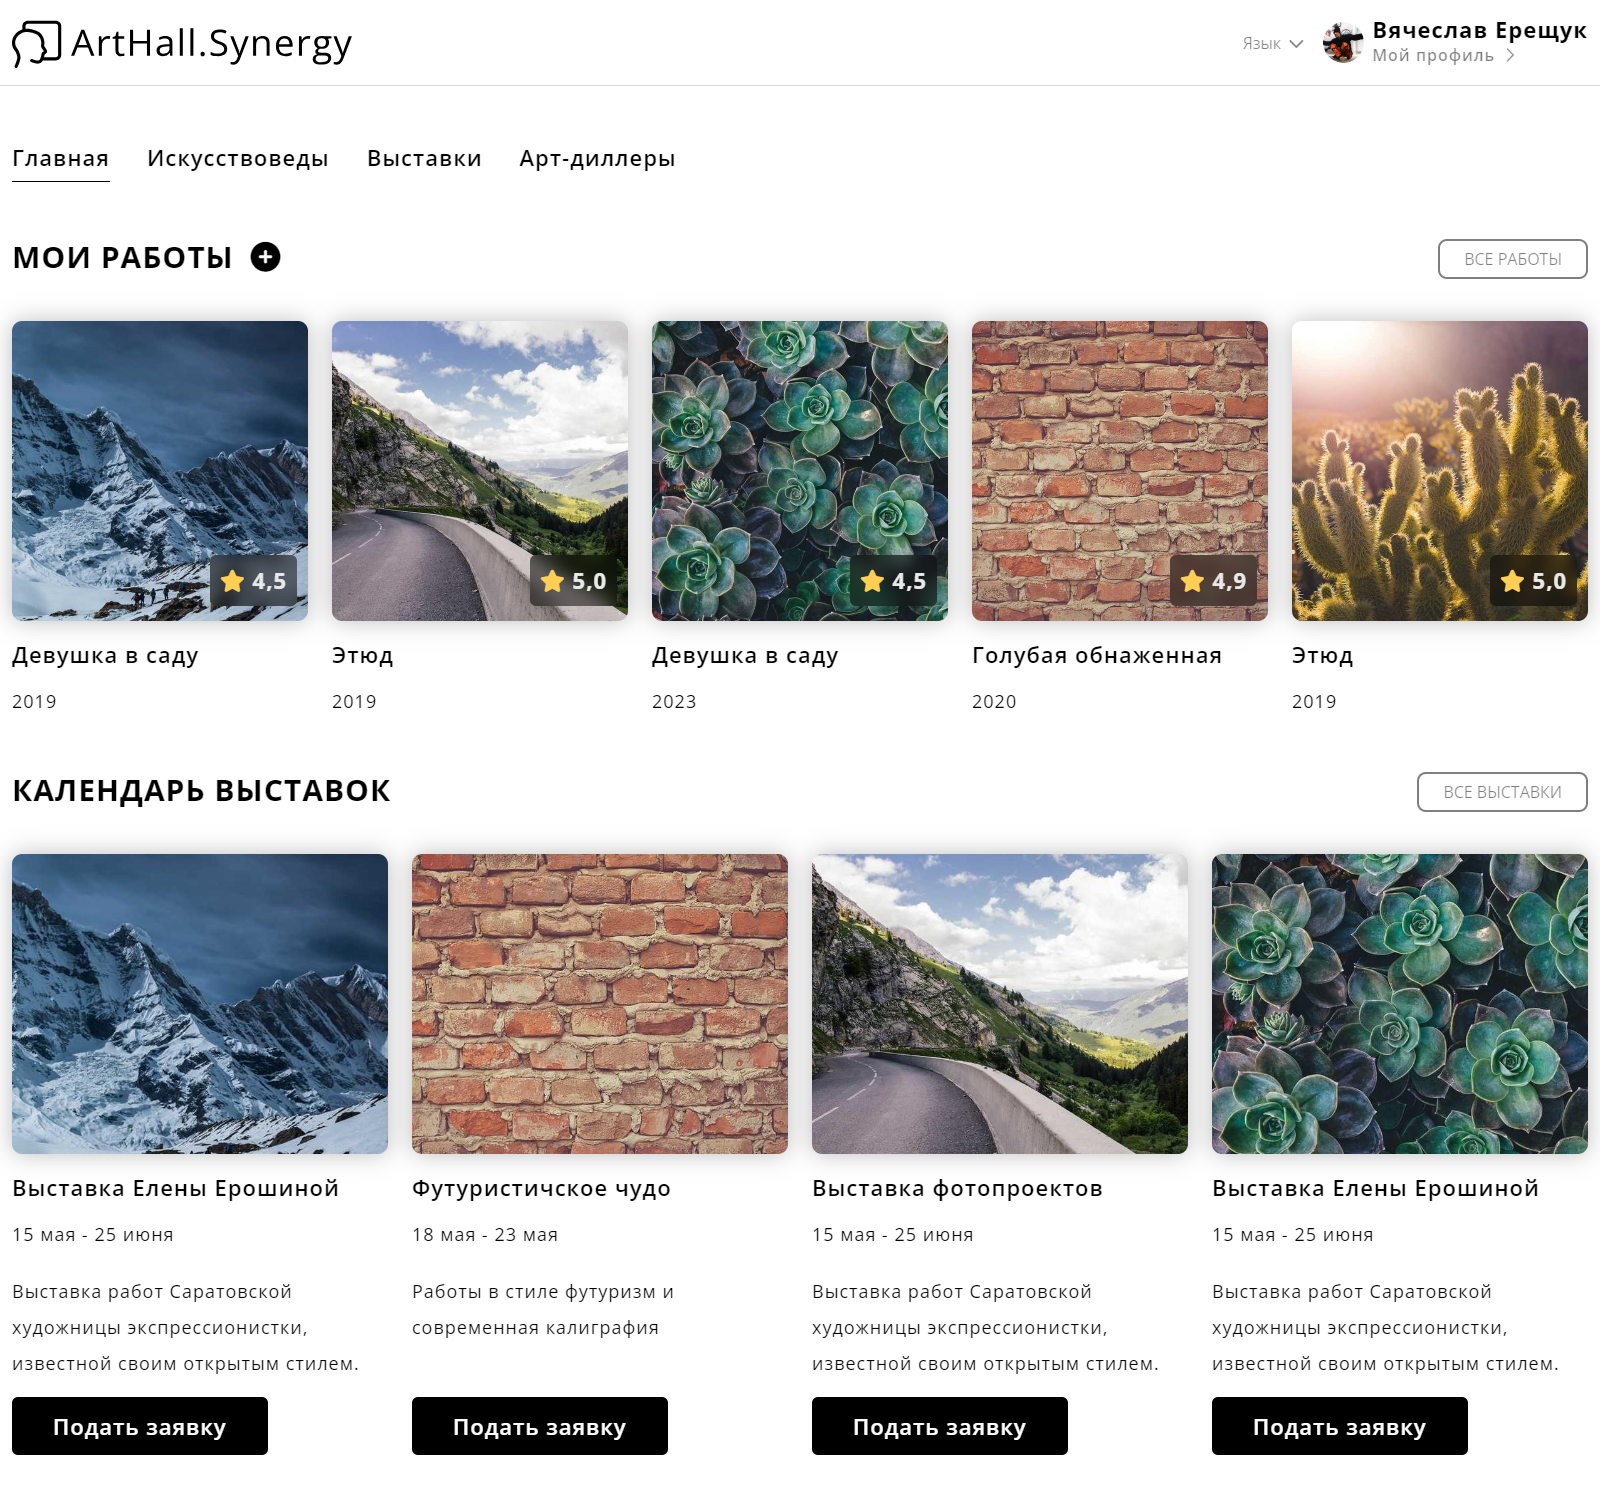 ArtHall.Synergy
Язык
Вячеслав Ерещук
Мой профиль
Главная Искусствоведы Выставки Арт-диллеры
МОИ РАБОТЫ
ВСЕ РАБОТЫ
4,5 5,0 4,5 4,9 5,0
Девушка в саду Этюд Девушка в саду Голубая обнаженная Этюд
2019 2019 2023 2020 2019
КАЛЕНДАРЬ ВЫСТАВОК
ВСЕ ВЫСТАВКИ
Выставка Елены Ерошиной
15 мая - 25 июня
Выставка работ Саратовской
художницы экспрессионистки,
известной своим открытым стилем.
Подать заявку
Футуристичское чудо
18 мая - 23 мая
Работы в стиле футуризм и
современная калиграфия
Подать заявку
Выставка фотопроектов
15 мая - 25 июня
Выставка работ Саратовской
художницы экспрессионистки,
известной своим открытым стилем.
Подать заявку
Выставка Елены Ерошиной
15 мая - 25 июня
Выставка работ Саратовской
художницы экспрессионистки,
известной своим открытым стилем.
Подать заявку